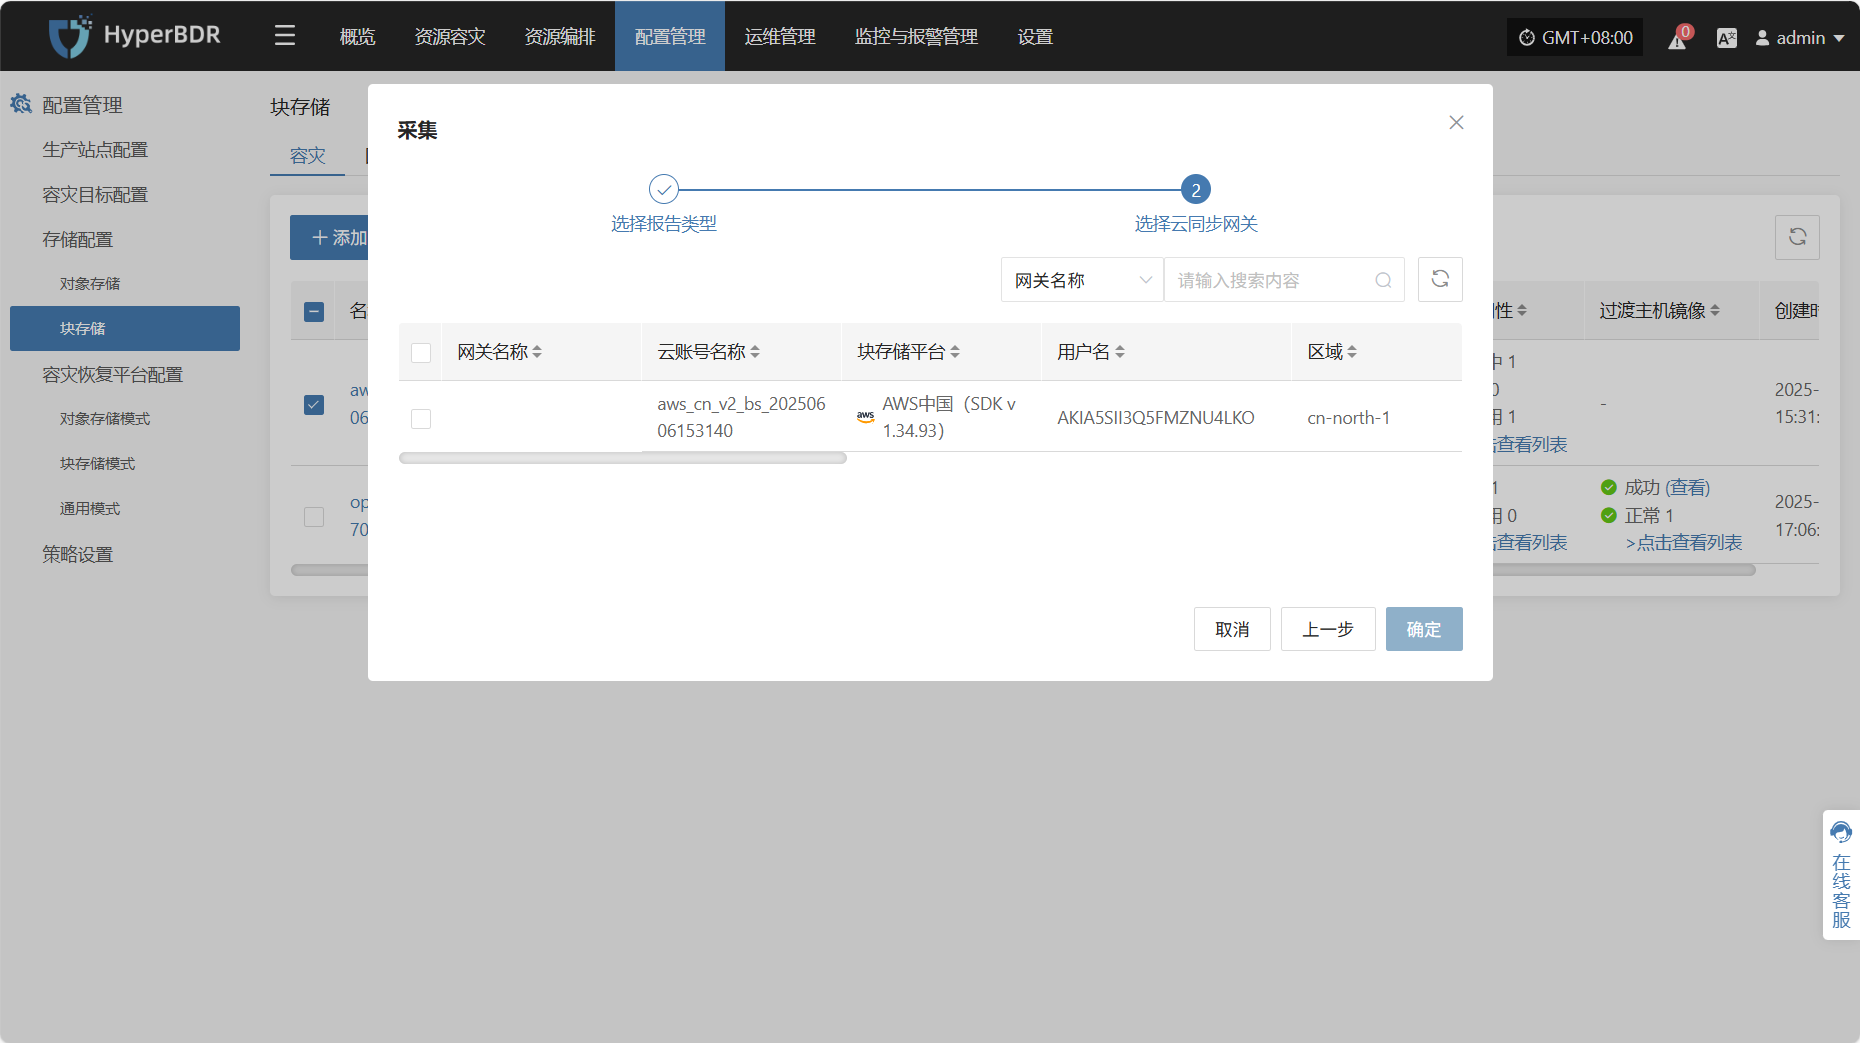 HyperBDR
概览
资源容灾
资源编排
配置管理
运维管理
监控与报警管理
设置
GMT+08:00
0
admin
配置管理
生产站点配置
容灾目标配置
存储配置
对象存储
块存储
容灾恢复平台配置
对象存储模式
块存储模式
通用模式
策略设置
块存储
容灾
添加
性
过渡主机镜像
aw
06
中 1
0
用 1
查看列表
-
2025-
15:31:
op
70
1
用 0
查看列表
成功 (查看)
正常 1
>点击查看列表
2025-
17:06:
采集
选择报告类型
2
选择云同步网关
网关名称
请输入搜索内容
网关名称
云账号名称
块存储平台
用户名
区域
aws_cn_v2_bs_202506
06153140
aws
AWS中国（SDK v
1.34.93）
AKIA5SII3Q5FMZNU4LKO
cn-north-1
取消
上一步
确定
在线客服